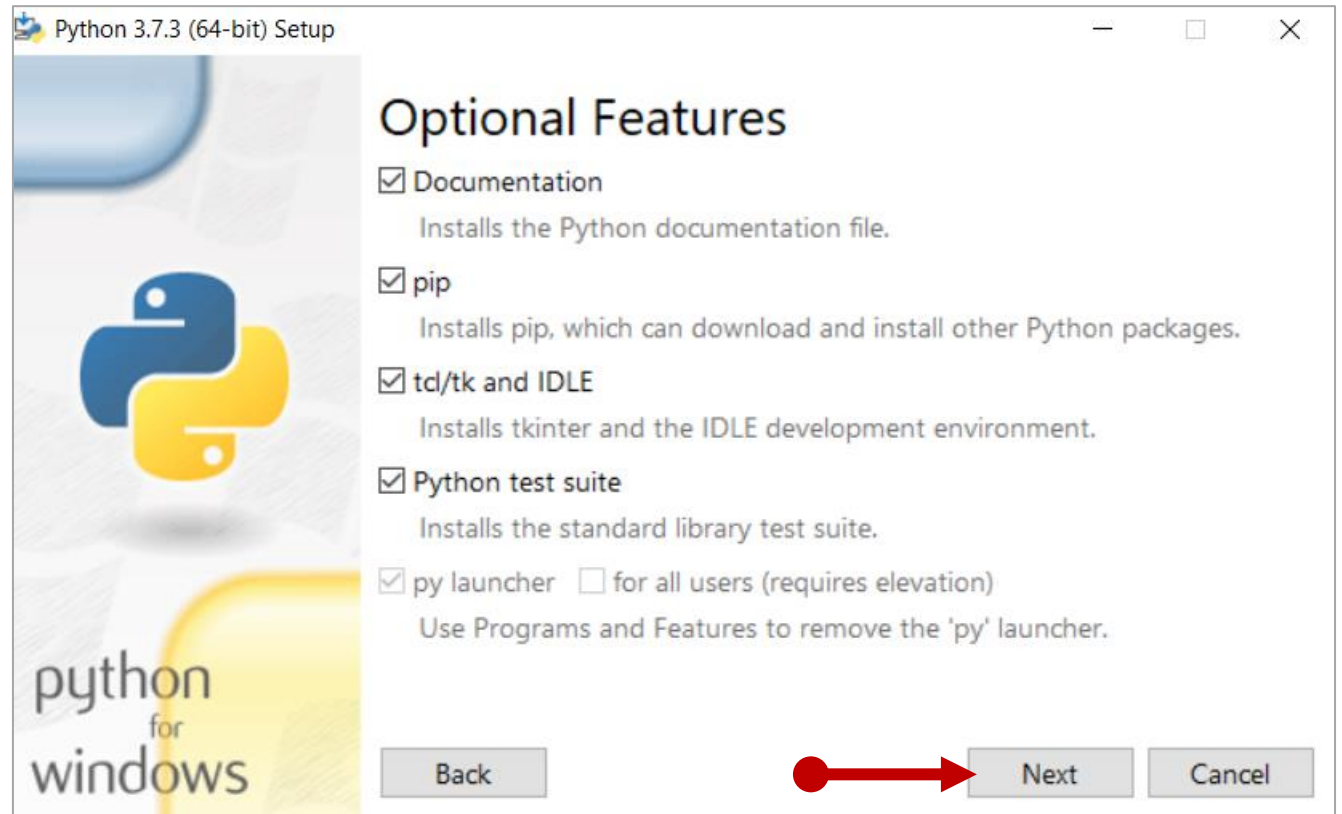 Python 3.7.3 (64-bit) Setup
Optional Features
Documentation
Installs the Python documentation file.
pip
Installs pip, which can download and install other Python packages.
tcl/tk and IDLE
Installs tkinter and the IDLE development environment.
Python test suite
Installs the standard library test suite.
py launcher for all users (requires elevation)
Use Programs and Features to remove the 'py' launcher.
python
for
windows
Back Next Cancel